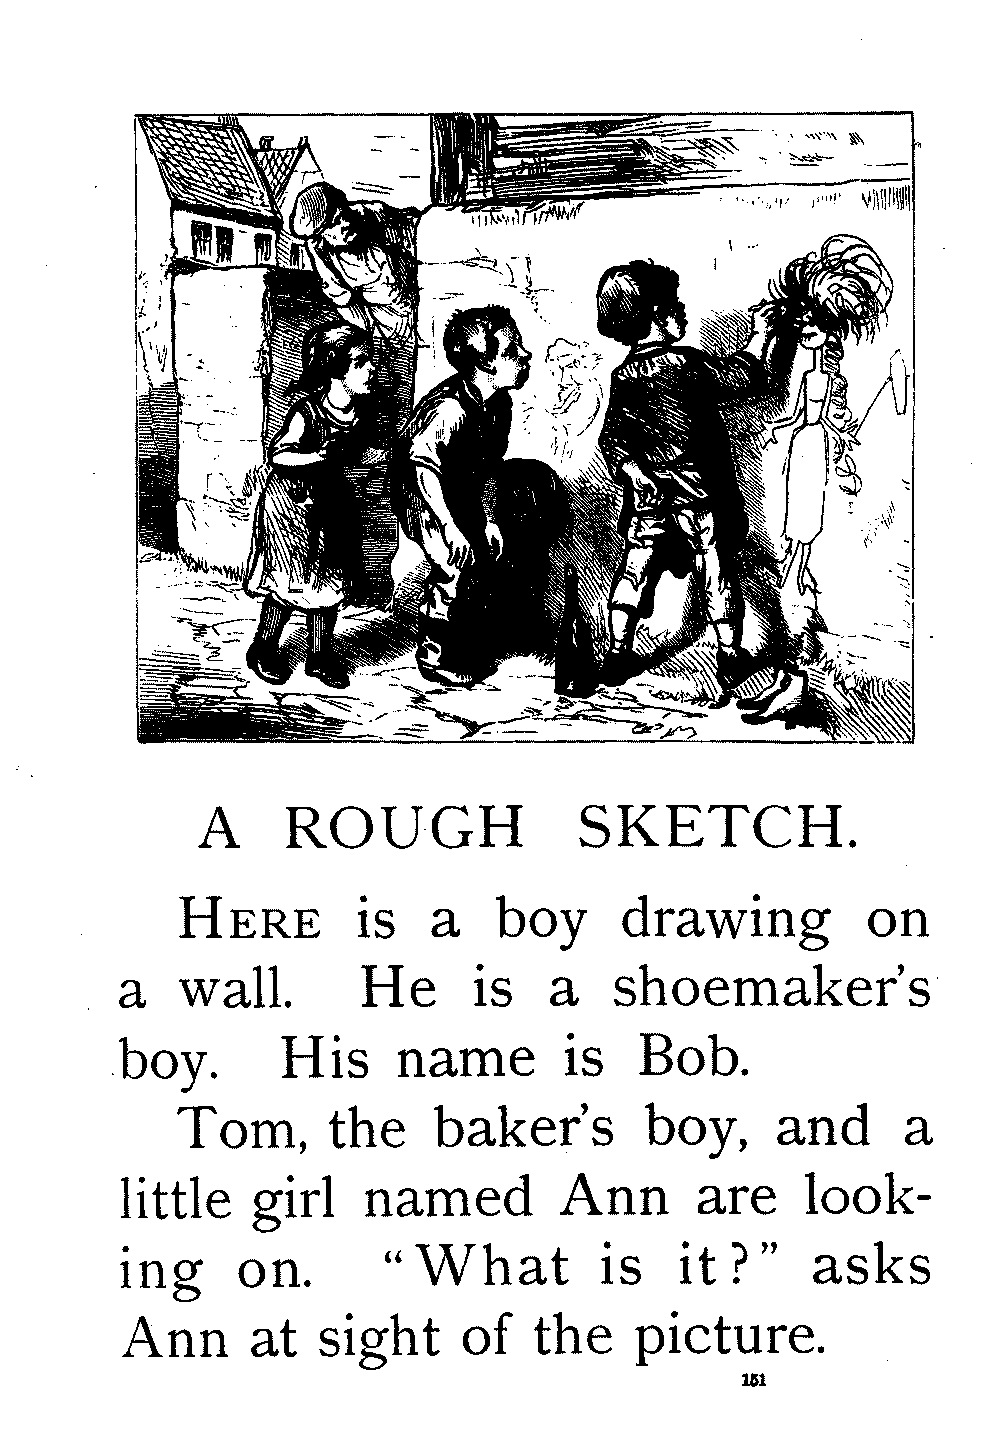 A ROUGH SKETCH.
HERE is a boy drawing on
a wall. He is a shoemaker's
boy. His name is Bob.
Tom, the baker's boy, and a
little girl named Ann are look-
ing on. "What is it?" asks
Ann at sight of the picture.
151